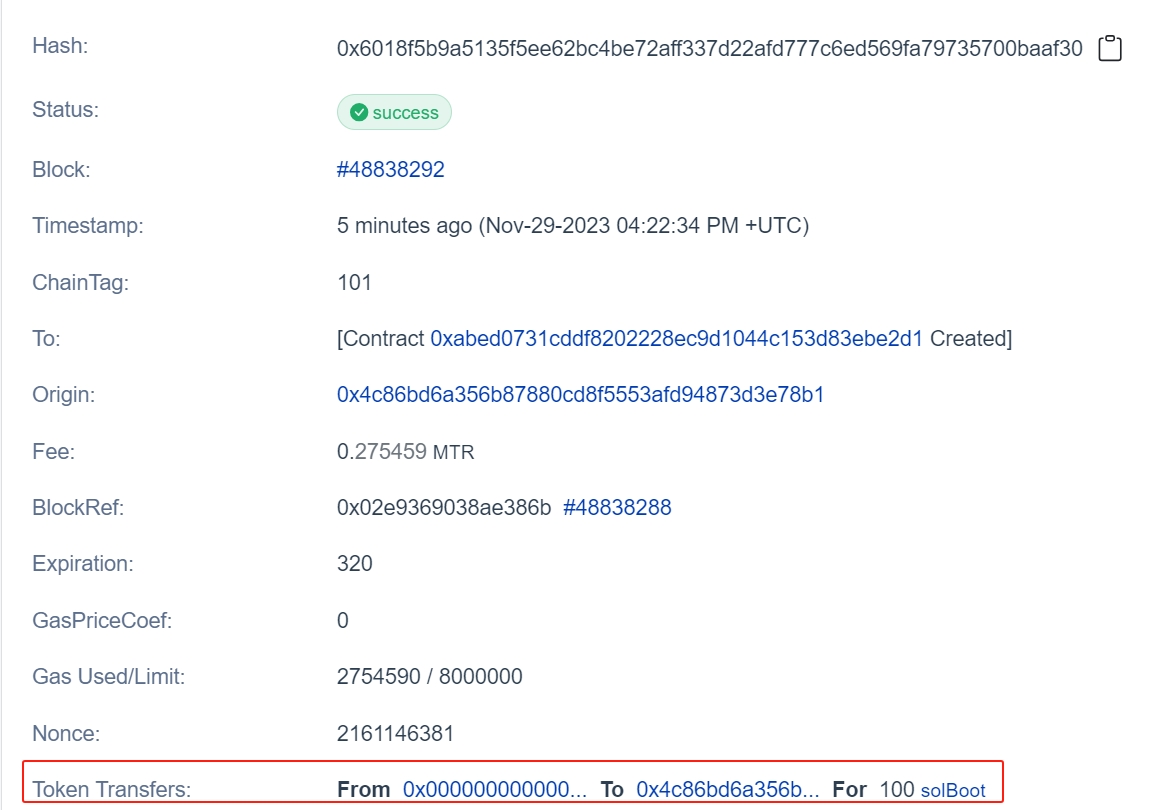 Hash: 0x6018f5b9a5135f5ee62bc4be72aff337d22afd777c6ed569fa79735700baaf30
Status: success
Block: #48838292
Timestamp: 5 minutes ago (Nov-29-2023 04:22:34 PM +UTC)
ChainTag: 101
To: [Contract 0xabed0731cddf8202228ec9d1044c153d83ebe2d1 Created]
Origin: 0x4c86bd6a356b87880cd8f5553afd94873d3e78b1
Fee: 0.275459 MTR
BlockRef: 0x02e9369038ae386b #48838288
Expiration: 320
GasPriceCoef: 0
Gas Used/Limit: 2754590 / 8000000
Nonce: 2161146381
Token Transfers: From 0x000000000000... To 0x4c86bd6a356b... For 100 solBoot